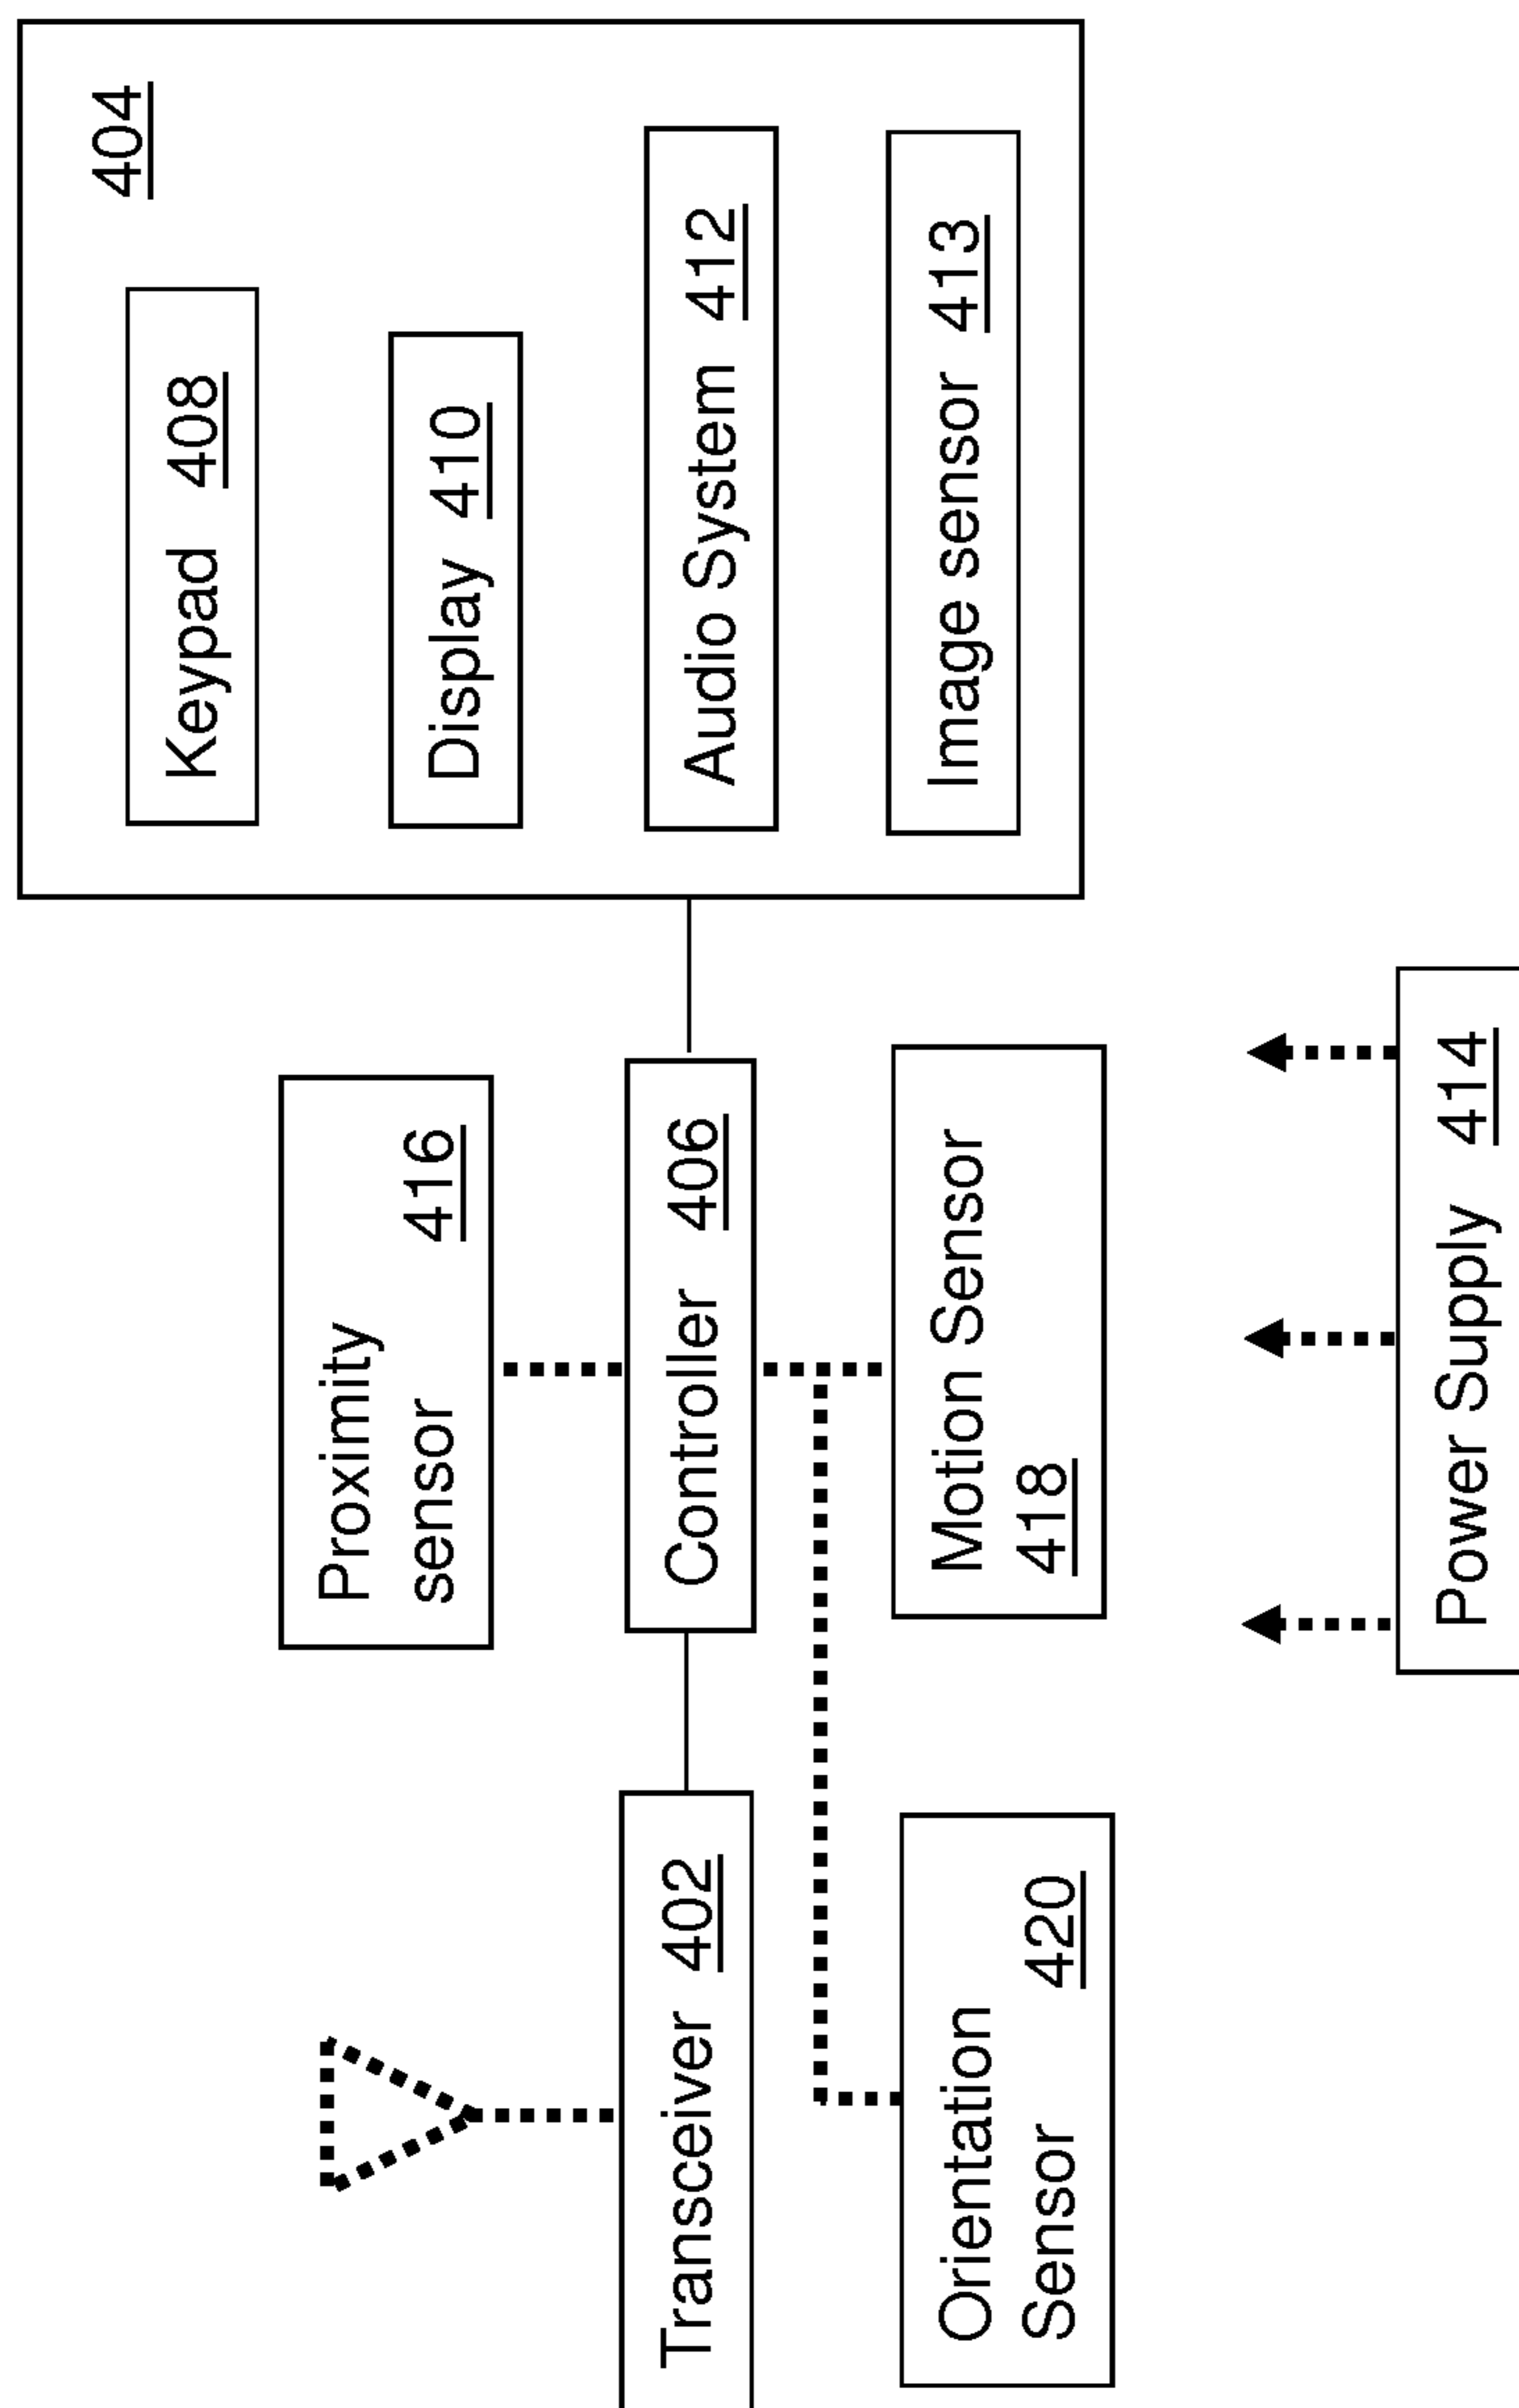 404
Keypad 408
Display 410
Audio System 412
Image sensor 413
Proximity
sensor 416
Controller 406
Motion Sensor
418
Transceiver 402
Orientation
Sensor 420
Power Supply 414